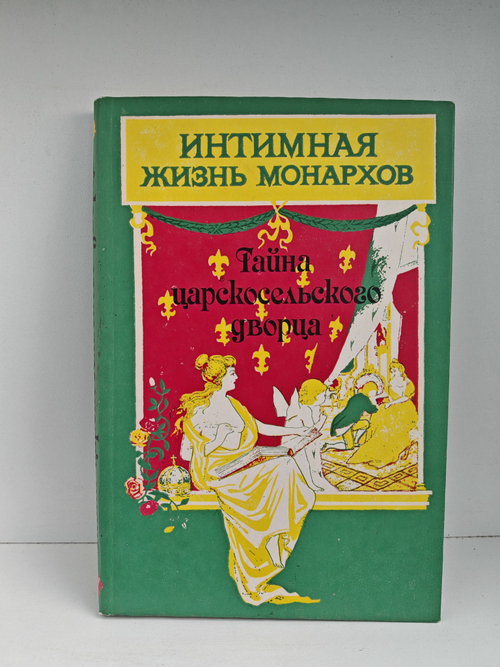 ИНТИМНАЯ
ЖИЗНЬ МОНАРХОВ
Тайна
царскосельского
дворца